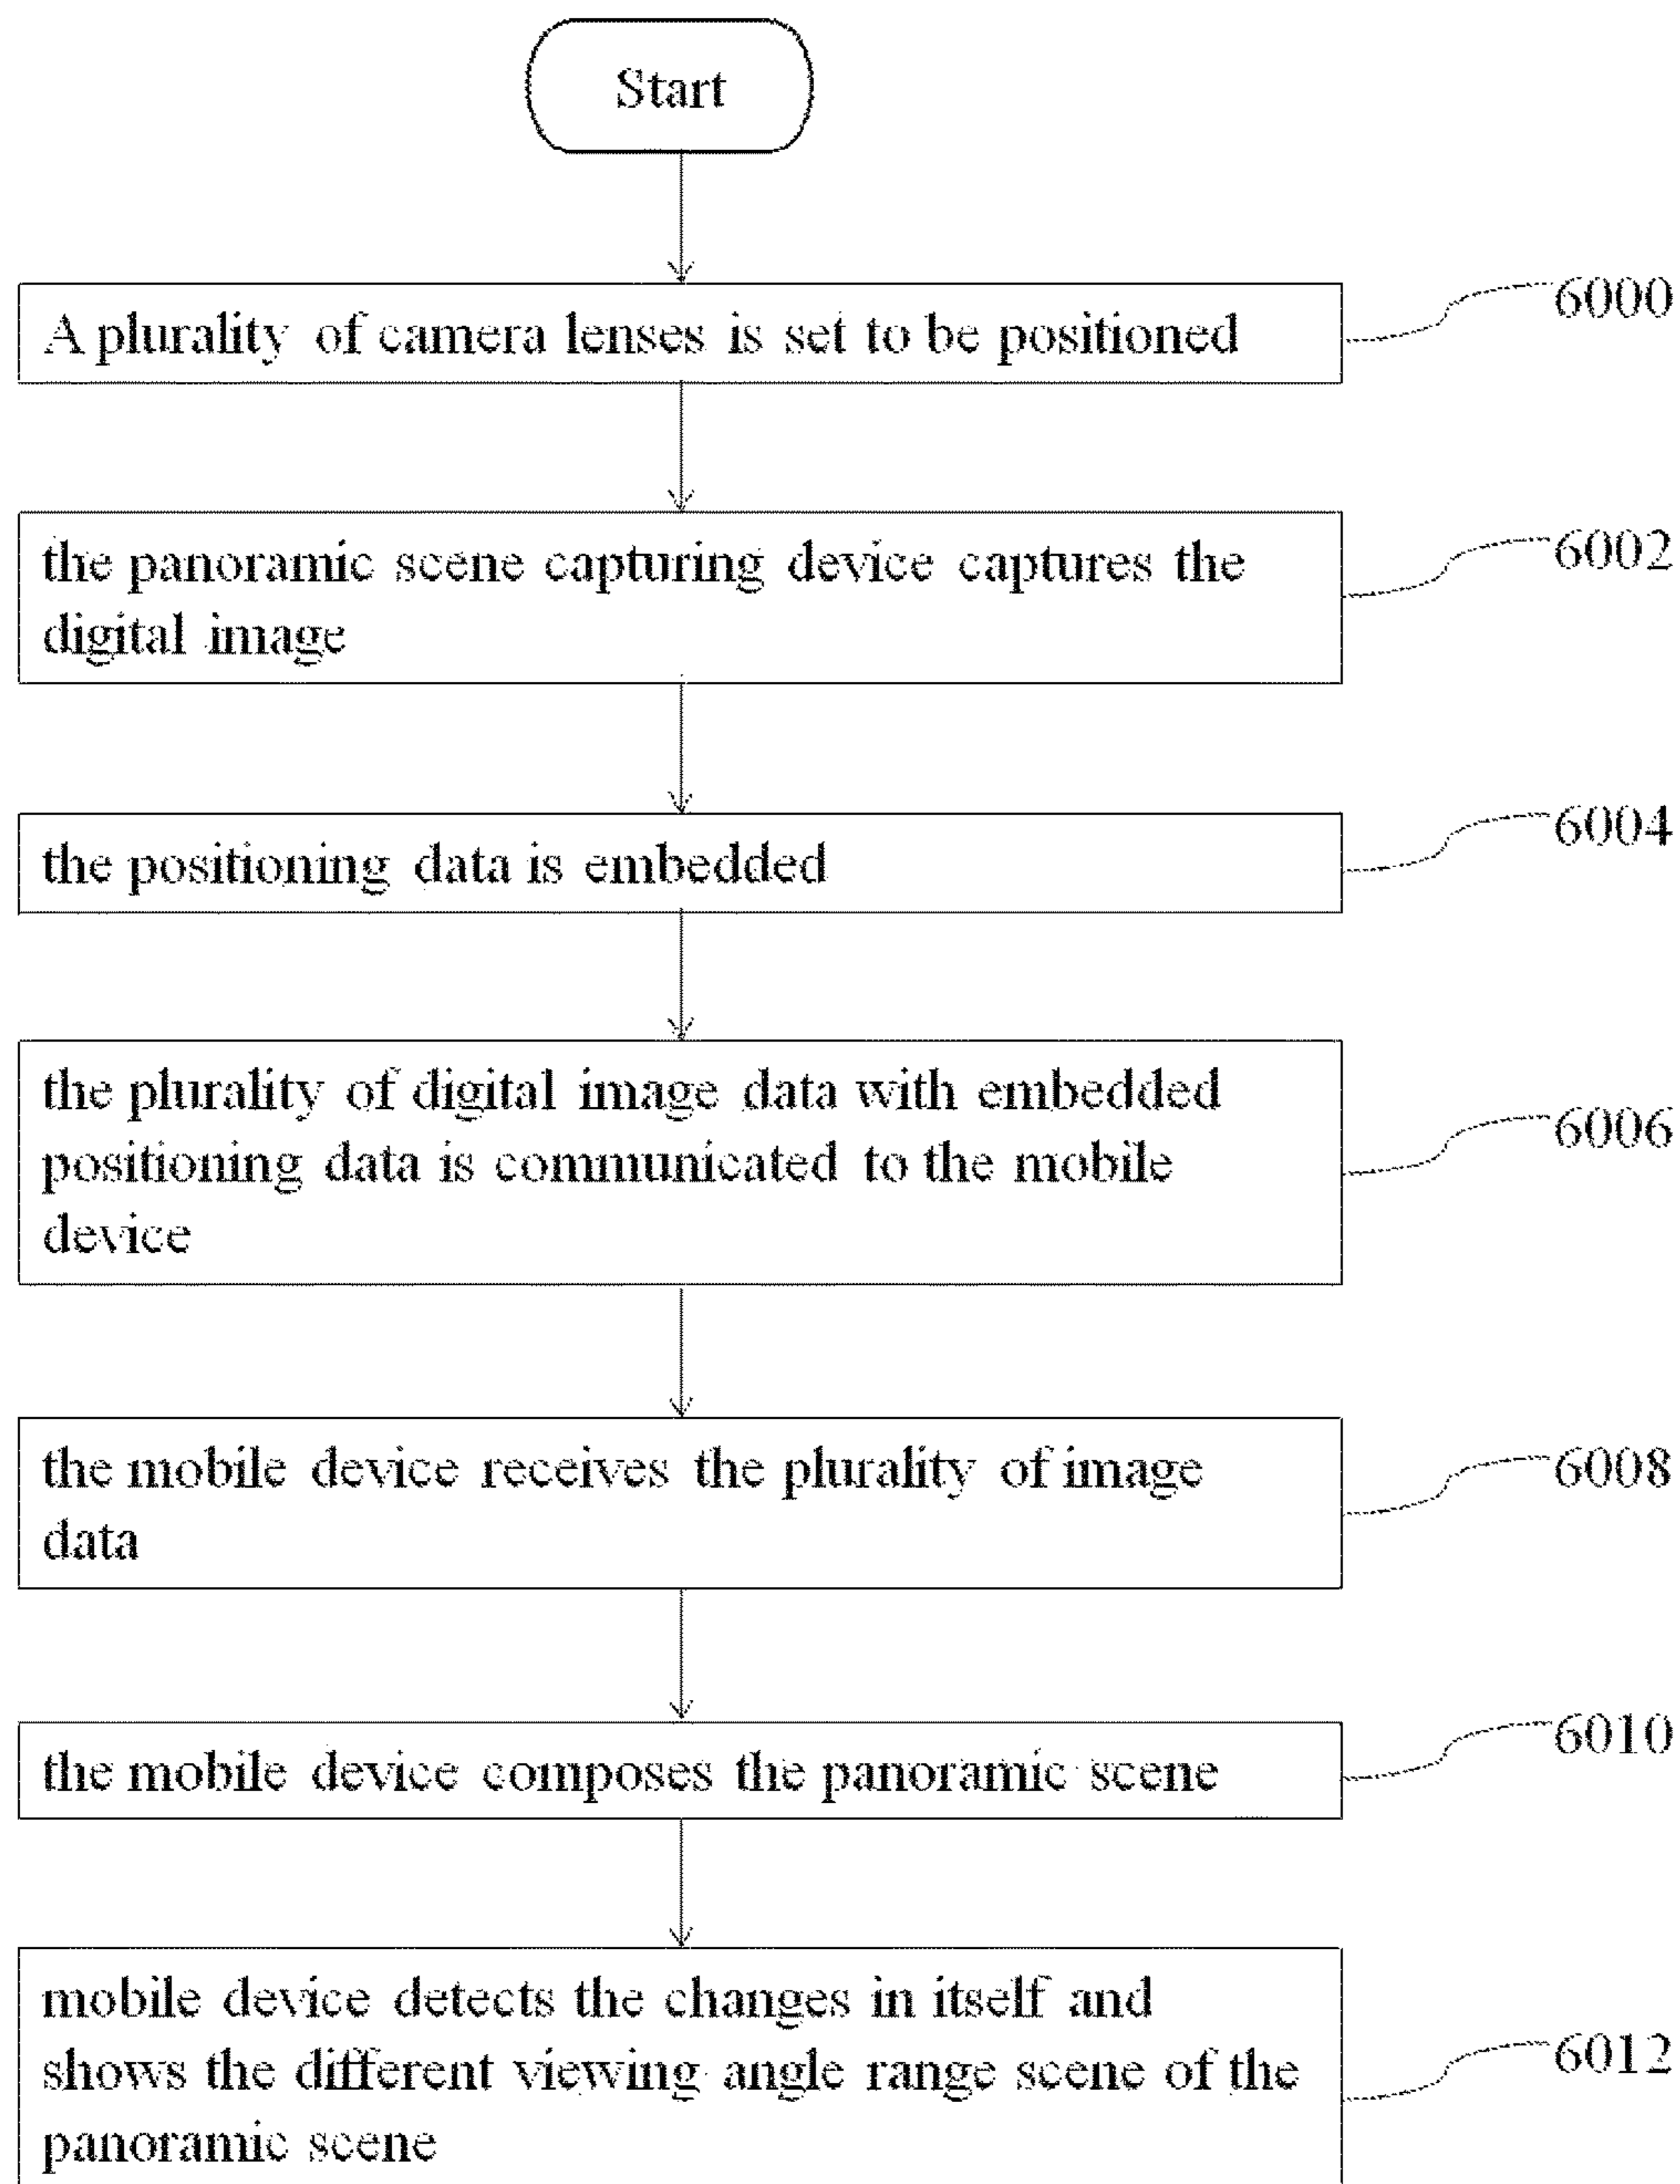 Start
A plurality of camera lenses is set to be positioned
6000
the panoramic scene capturing device captures the
digital image
6002
the positioning data is embedded
6004
the plurality of digital image data with embedded
positioning data is communicated to the mobile
device
6006
the mobile device receives the plurality of image
data
6008
the mobile device composes the panoramic scene
6010
mobile device detects the changes in itself and
shows the different viewing angle range scene of the
panoramic scene
6012